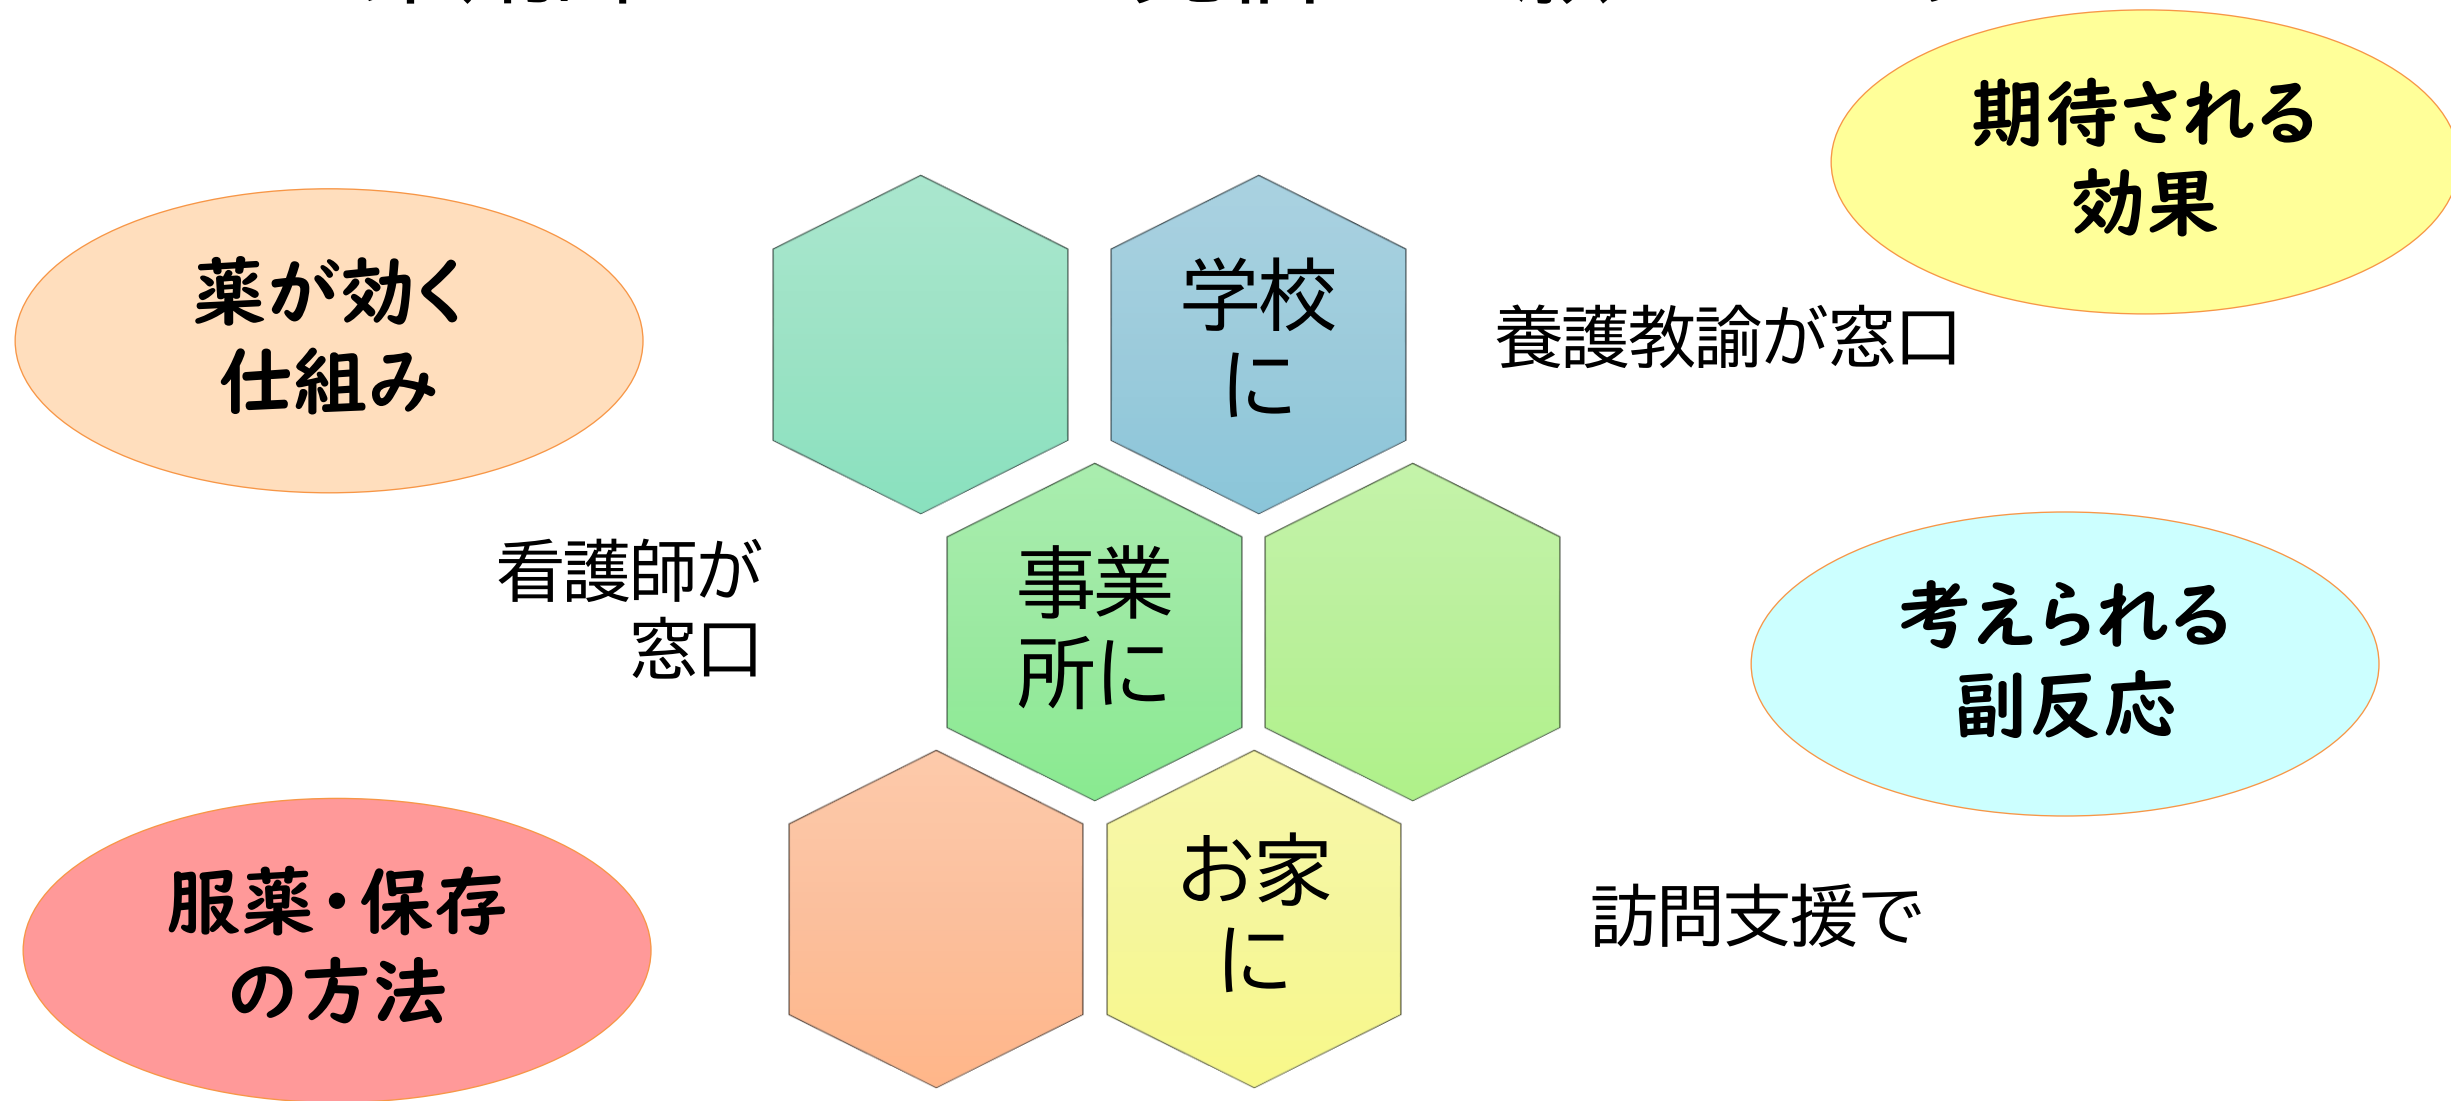 期待される
効果
薬が効く
仕組み
学校
に
養護教諭が窓口
看護師が
窓口
事業
所に
考えられる
副反応
服薬・保存
の方法
お家
に
訪問支援で